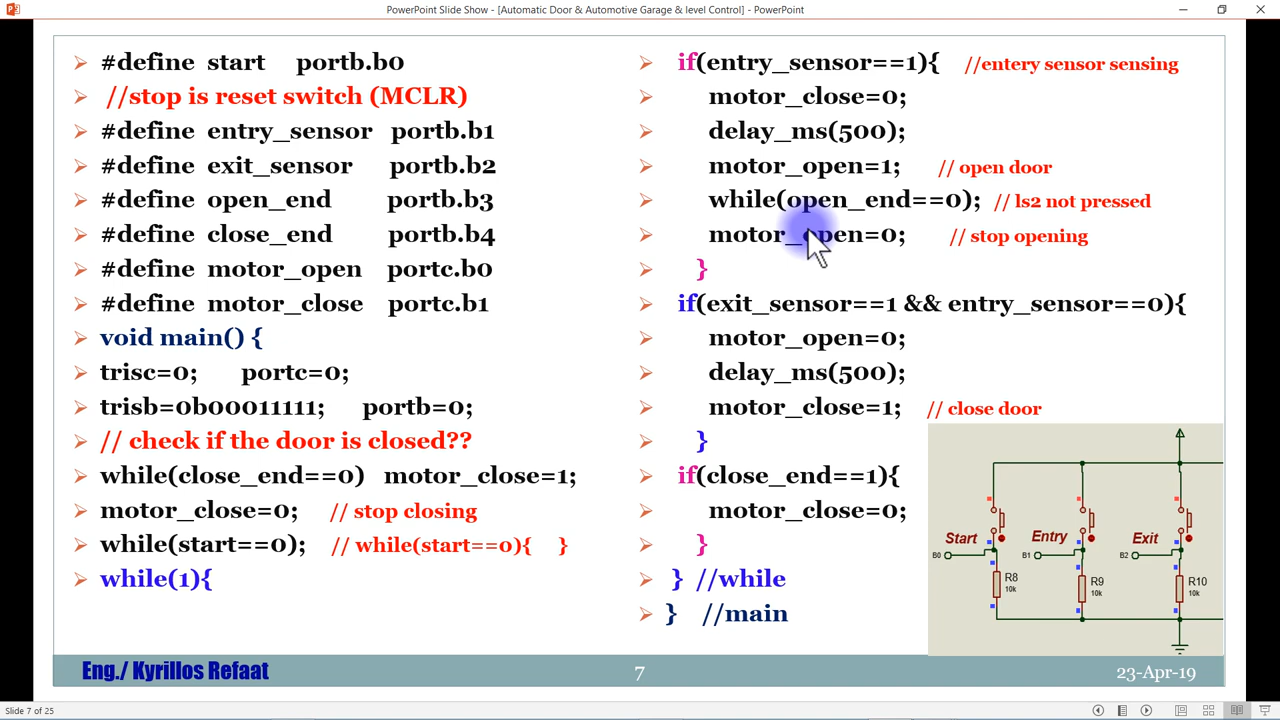 PowerPoint Slide Show - [Automatic Door & Automotive Garage & level Control] - PowerPoint
#define start portb.b0
//stop is reset switch (MCLR)
#define entry_sensor portb.b1
#define exit_sensor portb.b2
#define open_end portb.b3
#define close_end portb.b4
#define motor_open portc.b0
#define motor_close portc.b1
void main() {
trisc=0; portc=0;
trisb=0b00011111; portb=0;
// check if the door is closed??
while(close_end==0) motor_close=1;
motor_close=0; // stop closing
while(start==0); // while(start==0){ }
while(1){
if(entry_sensor==1){ //entery sensor sensing
motor_close=0;
delay_ms(500);
motor_open=1; // open door
while(open_end==0); // ls2 not pressed
motor_open=0; // stop opening
}
if(exit_sensor==1 && entry_sensor==0){
motor_open=0;
delay_ms(500);
motor_close=1; // close door
}
if(close_end==1){
motor_close=0;
}
} //while
} //main
Start Entry Exit
B0 B1 B2
R8 R9 R10
10k 10k 10k
Eng./ Kyrillos Refaat
7
23-Apr-19
Slide 7 of 25